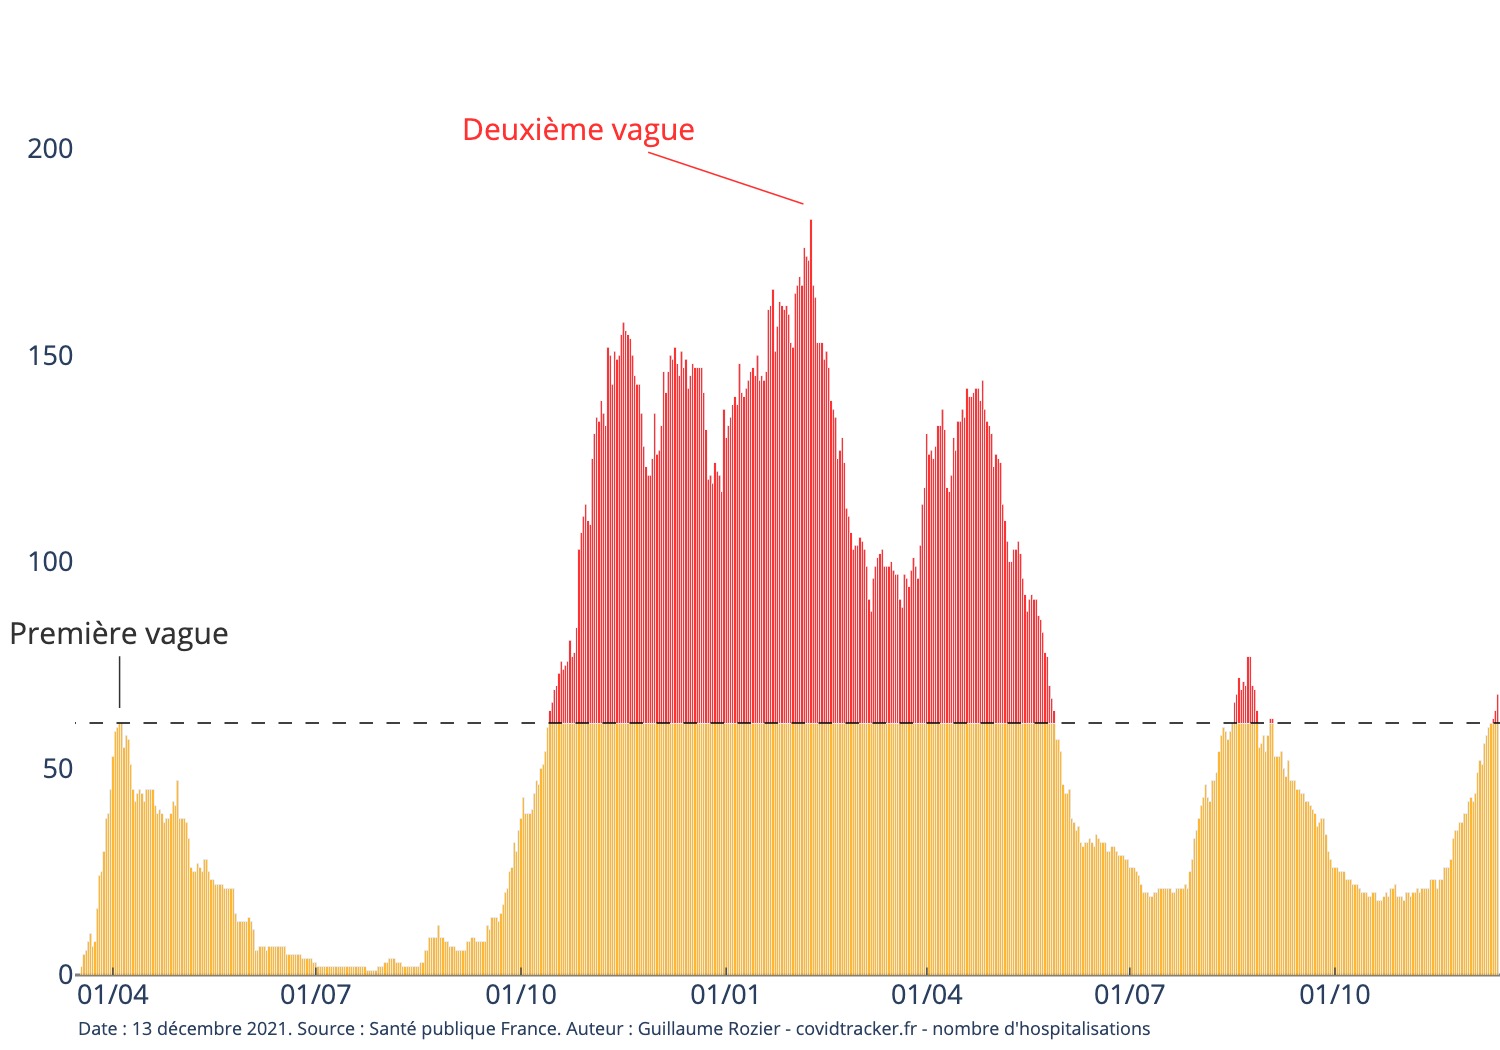 Deuxième vague
200
150
100
Première vague
50
0
01/04 01/07 01/10 01/01 01/04 01/07 01/10
Date : 13 décembre 2021. Source : Santé publique France. Auteur : Guillaume Rozier - covidtracker.fr - nombre d'hospitalisations